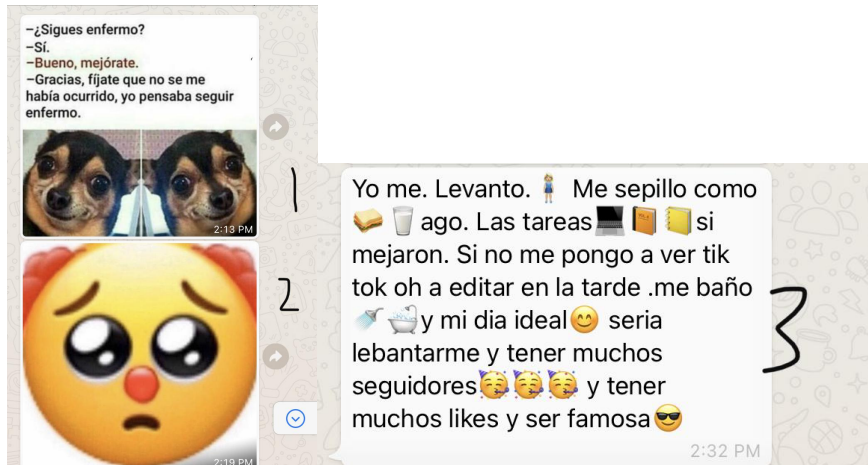 –¿Sigues enfermo?
–Sí.
–Bueno, mejórate.
–Gracias, fíjate que no se me
había ocurrido, yo pensaba seguir
enfermo.
2:13 PM
1
2
2:19 PM
Yo me. Levanto.🧍‍♀️ Me sepillo como
🥪🥛ago. Las tareas💻📙📒si
mejaron. Si no me pongo a ver tik
tok oh a editar en la tarde .me baño
🚿🛀y mi dia ideal😊 seria
lebantarme y tener muchos
seguidores🥳🥳🥳 y tener
muchos likes y ser famosa😎
2:32 PM
3